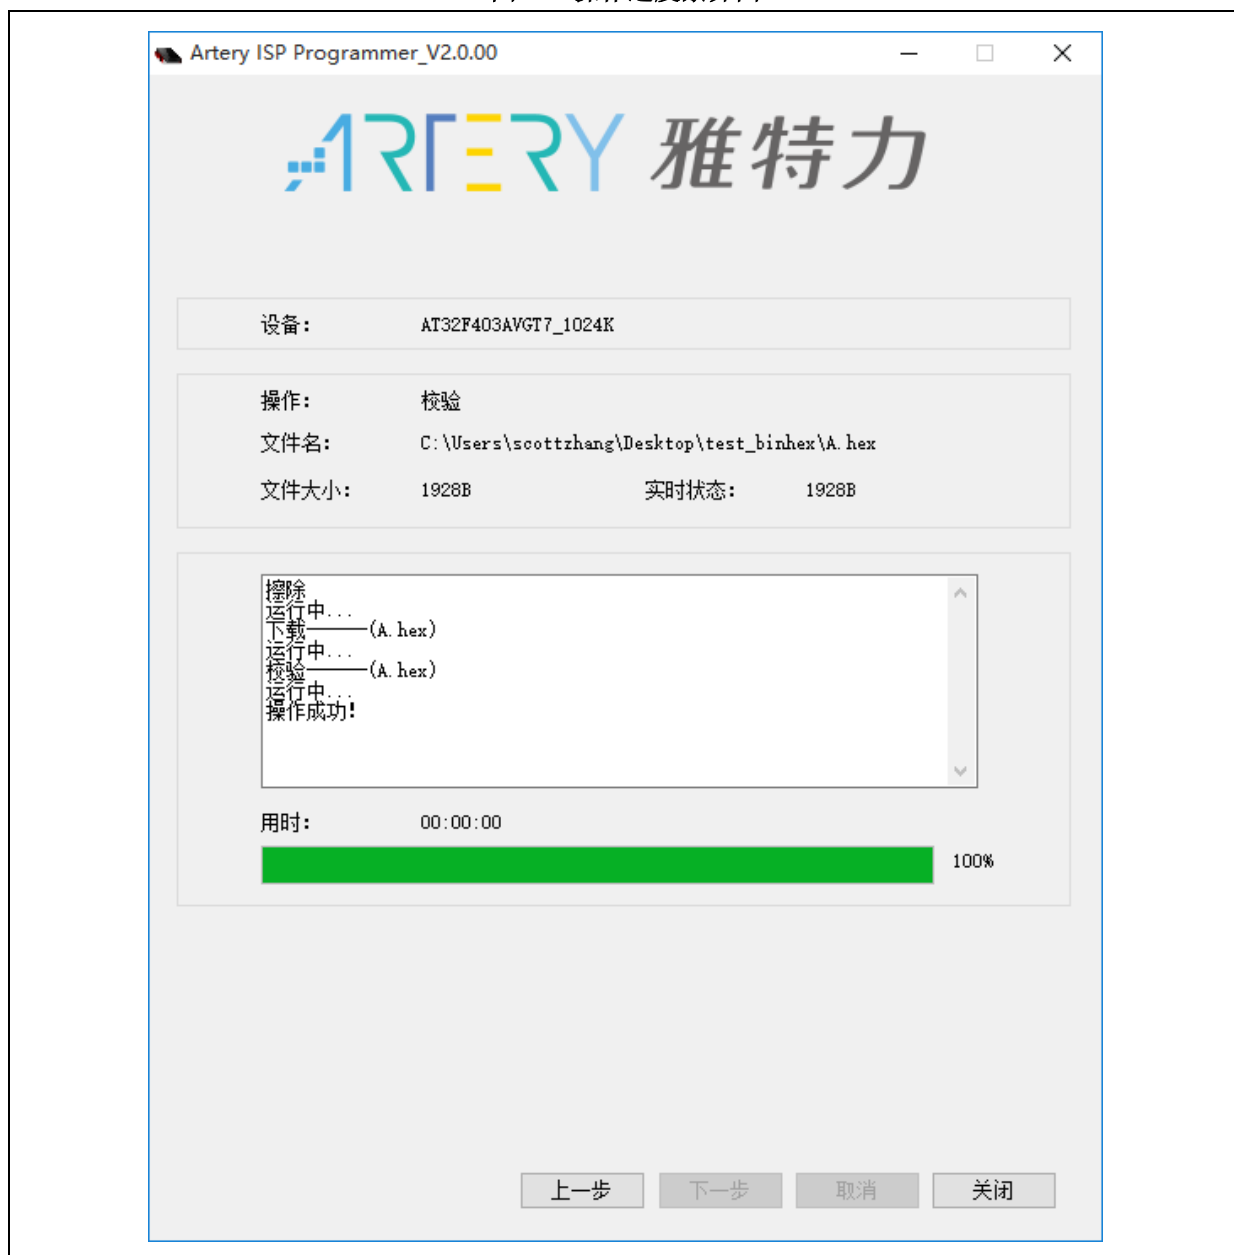 Artery ISP Programmer_V2.0.00
ARTERY 雅特力
设备: AT32F403AVGT7_1024K
操作: 校验
文件名: C:\Users\scottzhang\Desktop\test_binhex\A.hex
文件大小: 1928B 实时状态: 1928B
擦除
运行中...
下载———(A.hex)
运行中...
校验———(A.hex)
运行中...
操作成功!
用时: 00:00:00
100%
上一步 下一步 取消 关闭